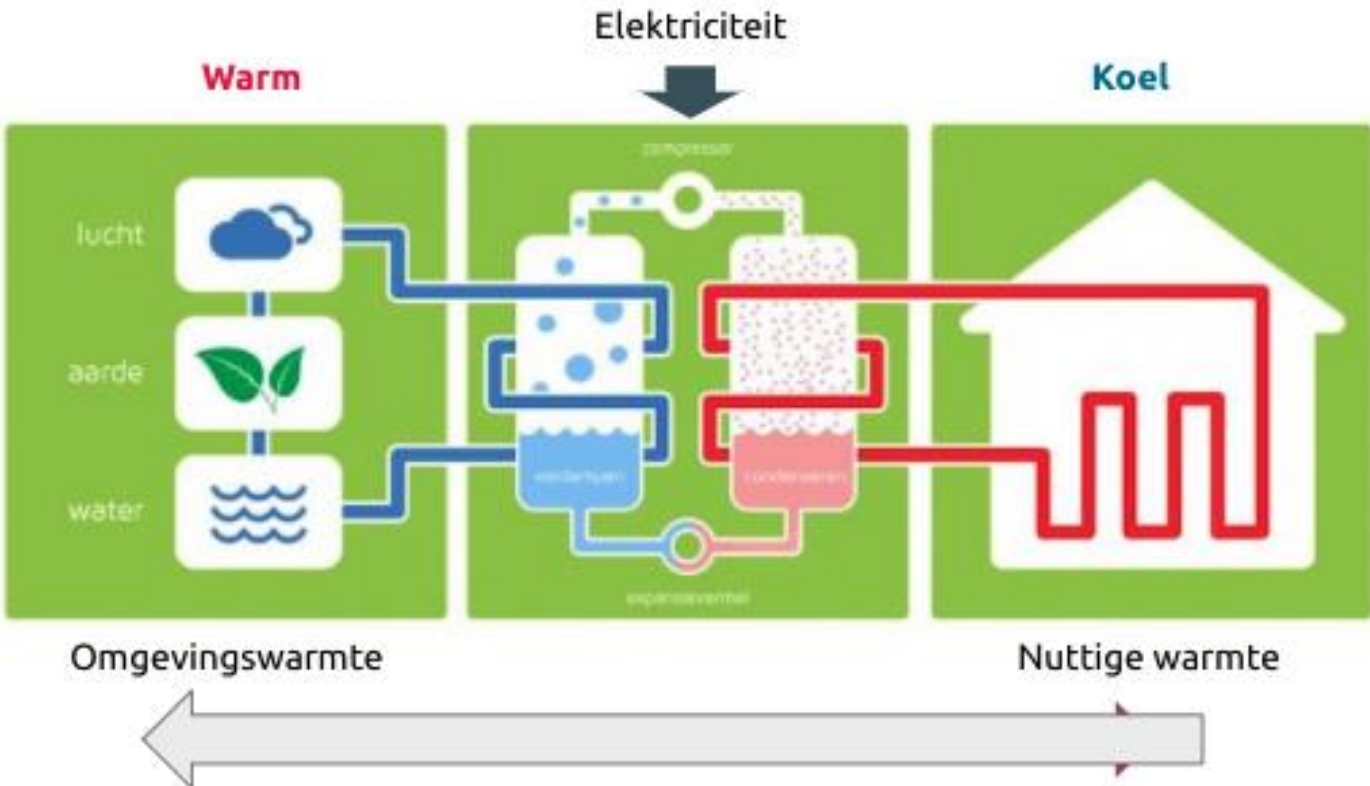 Elektriciteit
Warm
Koel
compressor
lucht
aarde
water
verdampen
condenseren
expansieventiel
Omgevingswarmte
Nuttige warmte